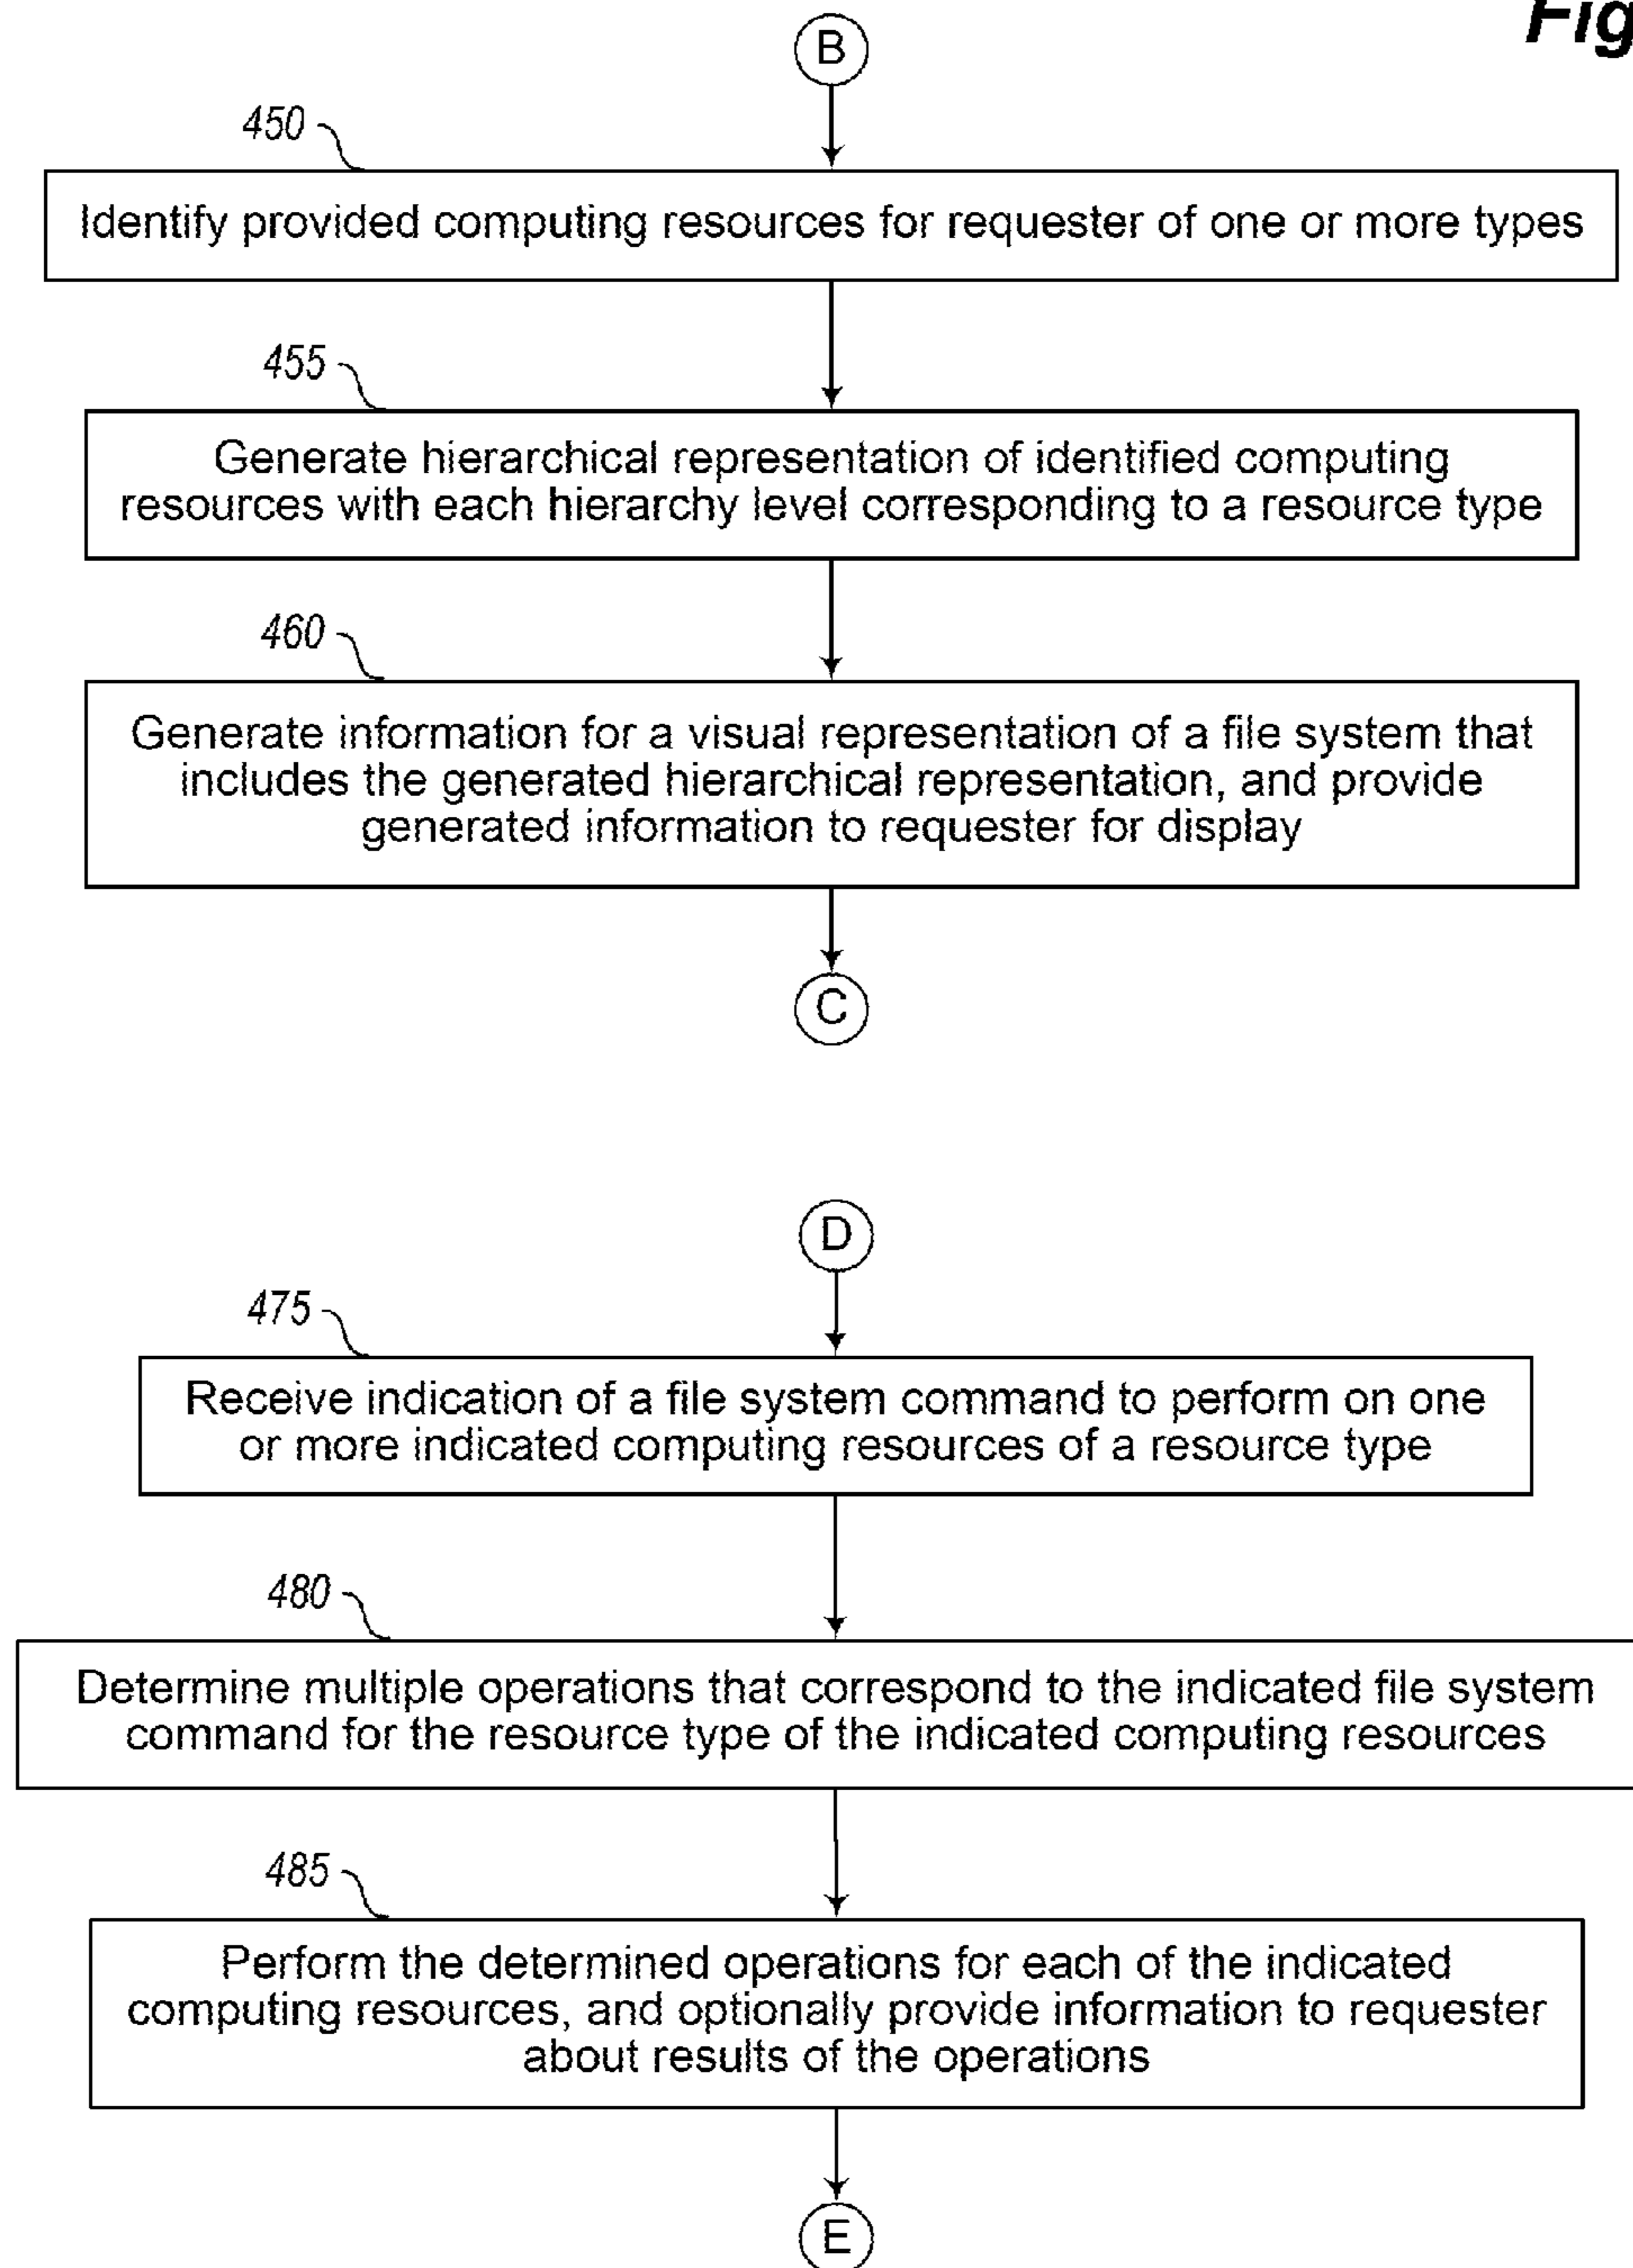 Fig
B
450
Identify provided computing resources for requester of one or more types
455
Generate hierarchical representation of identified computing
resources with each hierarchy level corresponding to a resource type
460
Generate information for a visual representation of a file system that
includes the generated hierarchical representation, and provide
generated information to requester for display
C
D
475
Receive indication of a file system command to perform on one
or more indicated computing resources of a resource type
480
Determine multiple operations that correspond to the indicated file system
command for the resource type of the indicated computing resources
485
Perform the determined operations for each of the indicated
computing resources, and optionally provide information to requester
about results of the operations
E